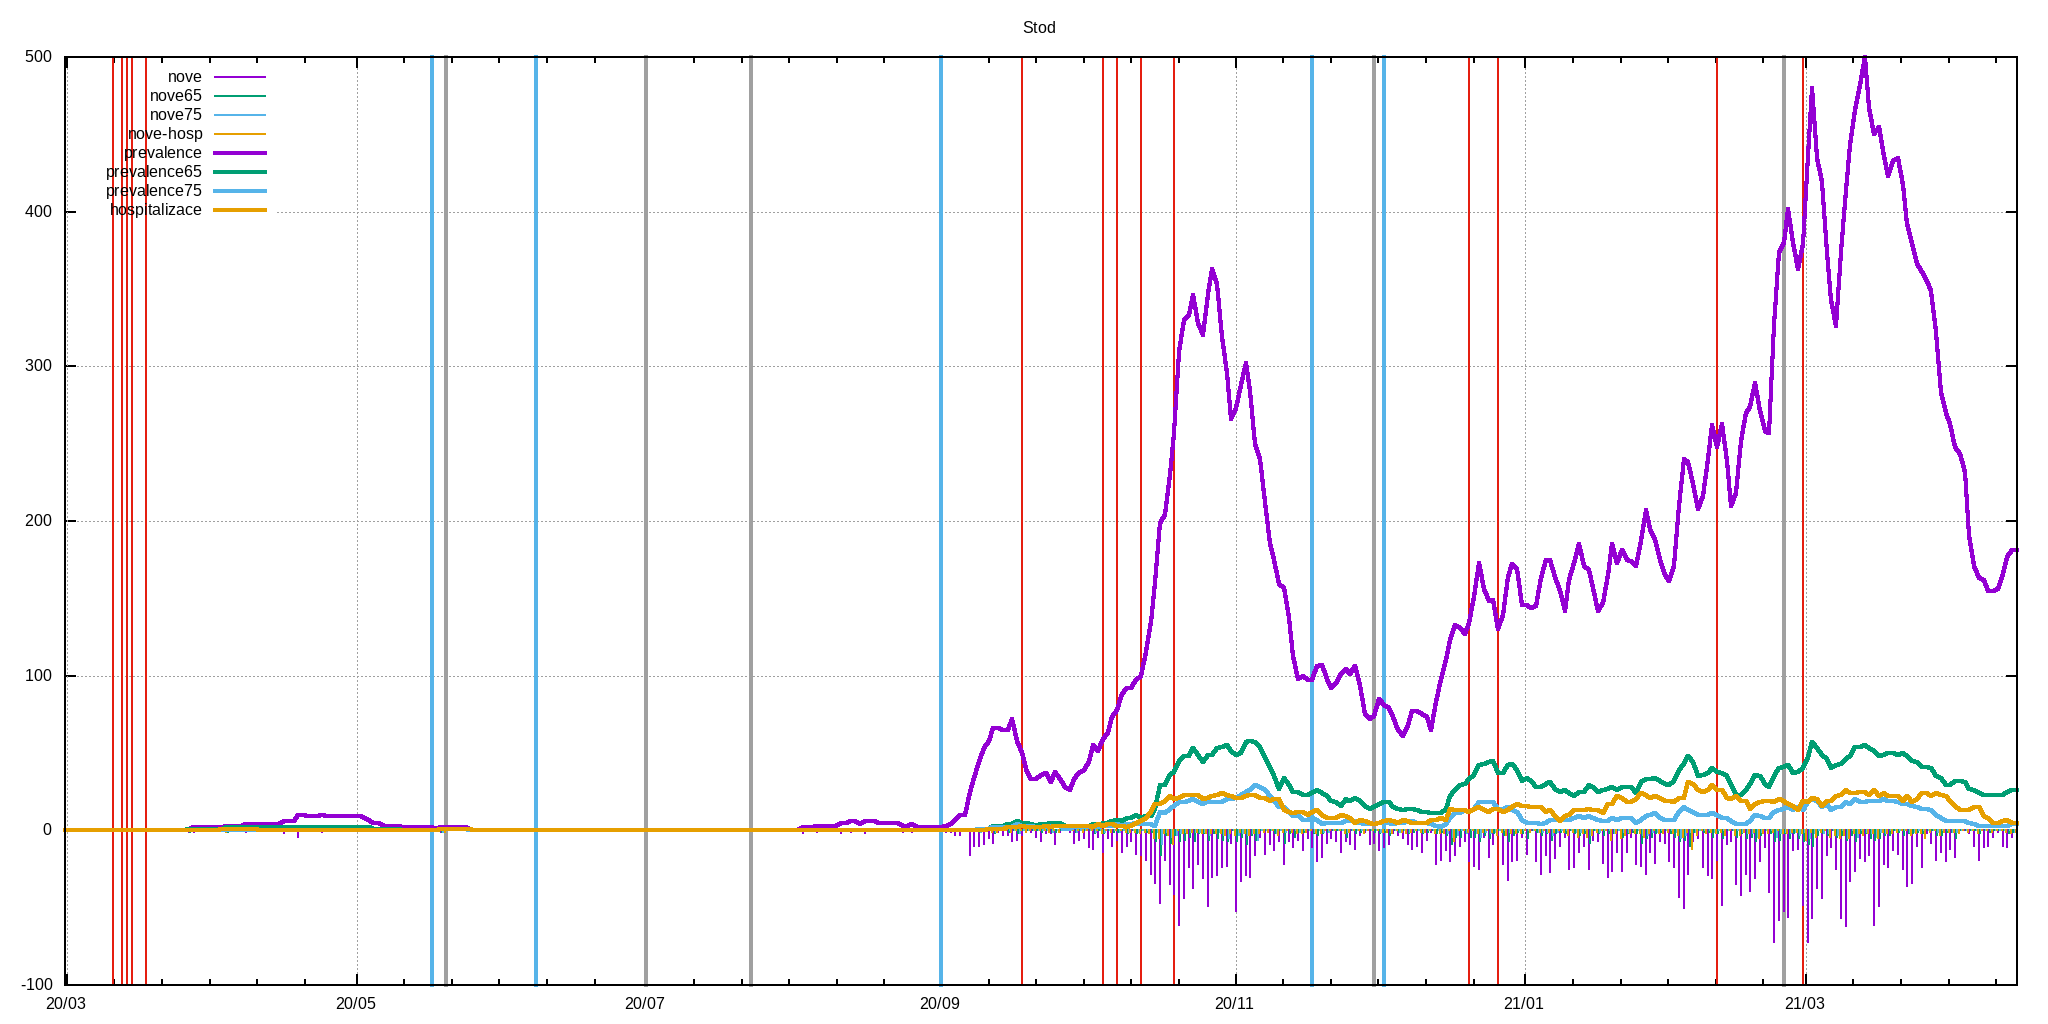 Stod
500
nove
nove65
nove75
nove-hosp
prevalence
prevalence65
prevalence75
hospitalizace
400
300
200
100
0
-100
20/03 20/05 20/07 20/09 20/11 21/01 21/03